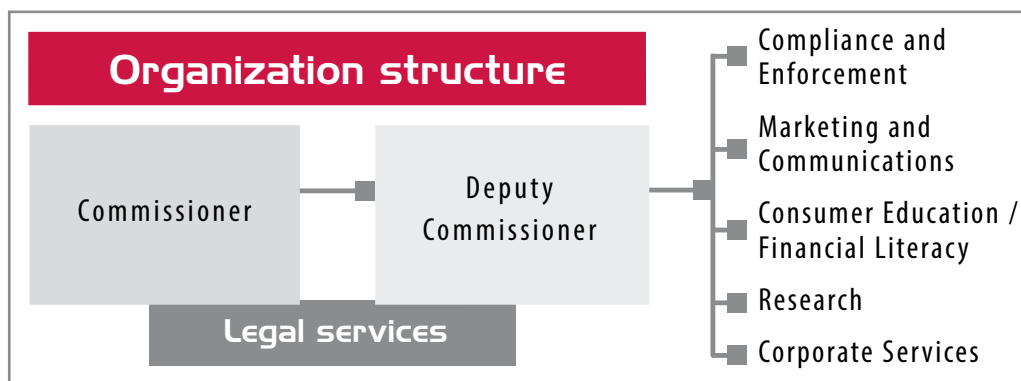 Organization structure
Commissioner
Deputy
Commissioner
Legal services
Compliance and
Enforcement
Marketing and
Communications
Consumer Education /
Financial Literacy
Research
Corporate Services